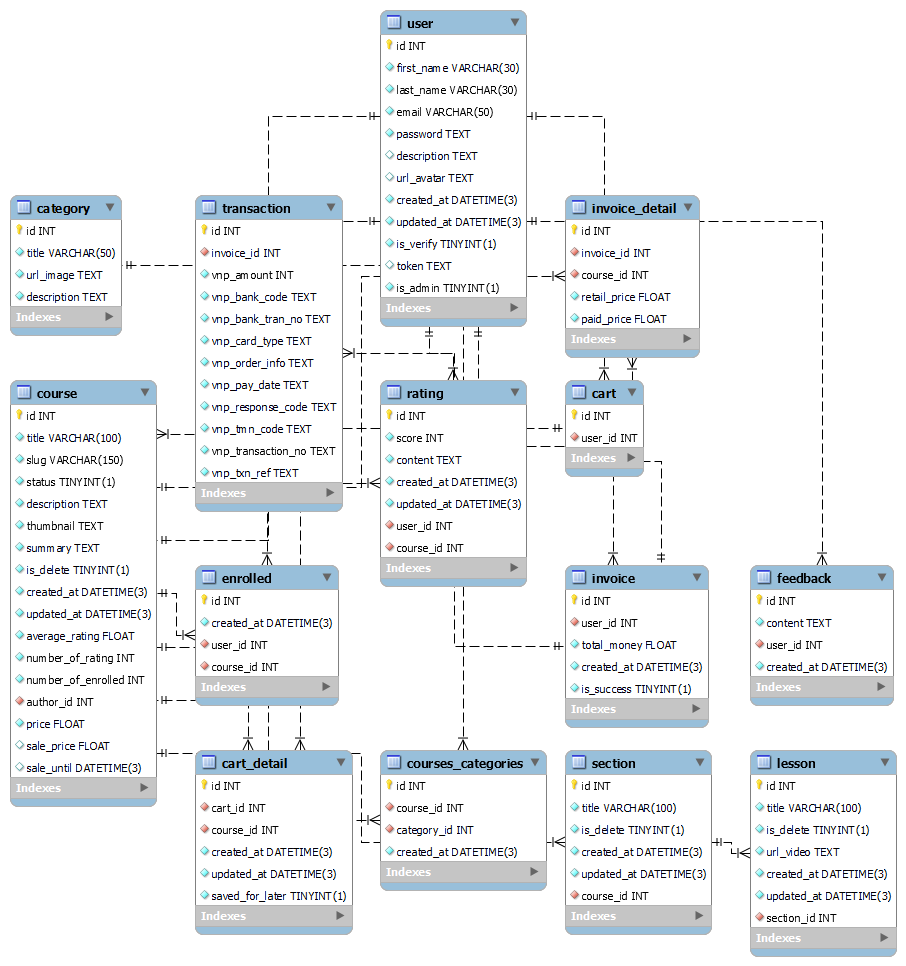 user
id INT
first_name VARCHAR(30)
last_name VARCHAR(30)
email VARCHAR(50)
password TEXT
description TEXT
url_avatar TEXT
created_at DATETIME(3)
updated_at DATETIME(3)
is_verify TINYINT(1)
token TEXT
is_admin TINYINT(1)
Indexes
category
id INT
title VARCHAR(50)
url_image TEXT
description TEXT
Indexes
transaction
id INT
invoice_id INT
vnp_amount INT
vnp_bank_code TEXT
vnp_bank_tran_no TEXT
vnp_card_type TEXT
vnp_order_info TEXT
vnp_pay_date TEXT
vnp_response_code TEXT
vnp_tmn_code TEXT
vnp_transaction_no TEXT
vnp_txn_ref TEXT
Indexes
invoice_detail
id INT
invoice_id INT
course_id INT
retail_price FLOAT
paid_price FLOAT
Indexes
course
id INT
title VARCHAR(100)
slug VARCHAR(150)
status TINYINT(1)
description TEXT
thumbnail TEXT
summary TEXT
is_delete TINYINT(1)
created_at DATETIME(3)
updated_at DATETIME(3)
average_rating FLOAT
number_of_rating INT
number_of_enrolled INT
author_id INT
price FLOAT
sale_price FLOAT
sale_until DATETIME(3)
Indexes
rating
id INT
score INT
content TEXT
created_at DATETIME(3)
updated_at DATETIME(3)
user_id INT
course_id INT
Indexes
cart
id INT
user_id INT
Indexes
enrolled
id INT
created_at DATETIME(3)
user_id INT
course_id INT
Indexes
invoice
id INT
user_id INT
total_money FLOAT
created_at DATETIME(3)
is_success TINYINT(1)
Indexes
feedback
id INT
content TEXT
user_id INT
created_at DATETIME(3)
Indexes
cart_detail
id INT
cart_id INT
course_id INT
created_at DATETIME(3)
updated_at DATETIME(3)
saved_for_later TINYINT(1)
Indexes
courses_categories
id INT
course_id INT
category_id INT
created_at DATETIME(3)
Indexes
section
id INT
title VARCHAR(100)
is_delete TINYINT(1)
created_at DATETIME(3)
updated_at DATETIME(3)
course_id INT
Indexes
lesson
id INT
title VARCHAR(100)
is_delete TINYINT(1)
url_video TEXT
created_at DATETIME(3)
updated_at DATETIME(3)
section_id INT
Indexes